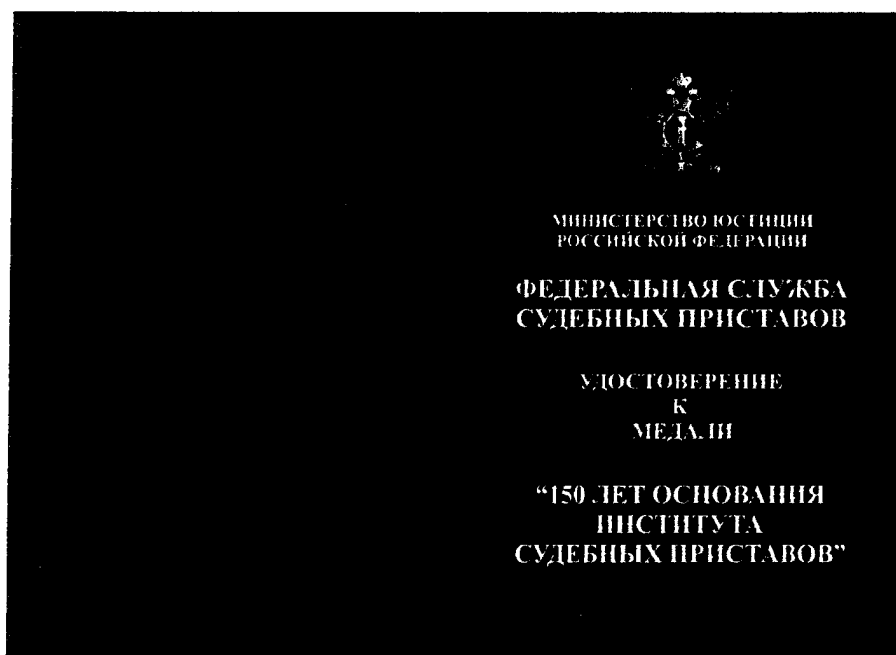 МИНИСТЕРСТВО ЮСТИЦИИ
РОССИЙСКОЙ ФЕДЕРАЦИИ
ФЕДЕРАЛЬНАЯ СЛУЖБА
СУДЕБНЫХ ПРИСТАВОВ
УДОСТОВЕРЕНИЕ
К
МЕДАЛИ
“150 ЛЕТ ОСНОВАНИЯ
ИНСТИТУТА
СУДЕБНЫХ ПРИСТАВОВ”